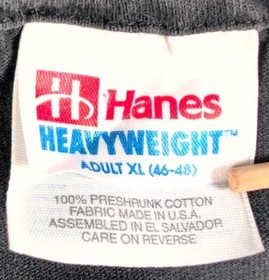 Hanes
HEAVYWEIGHT™
ADULT XL (46-48)
100% PRESHRUNK COTTON
FABRIC MADE IN U.S.A.
ASSEMBLED IN EL SALVADOR
CARE ON REVERSE